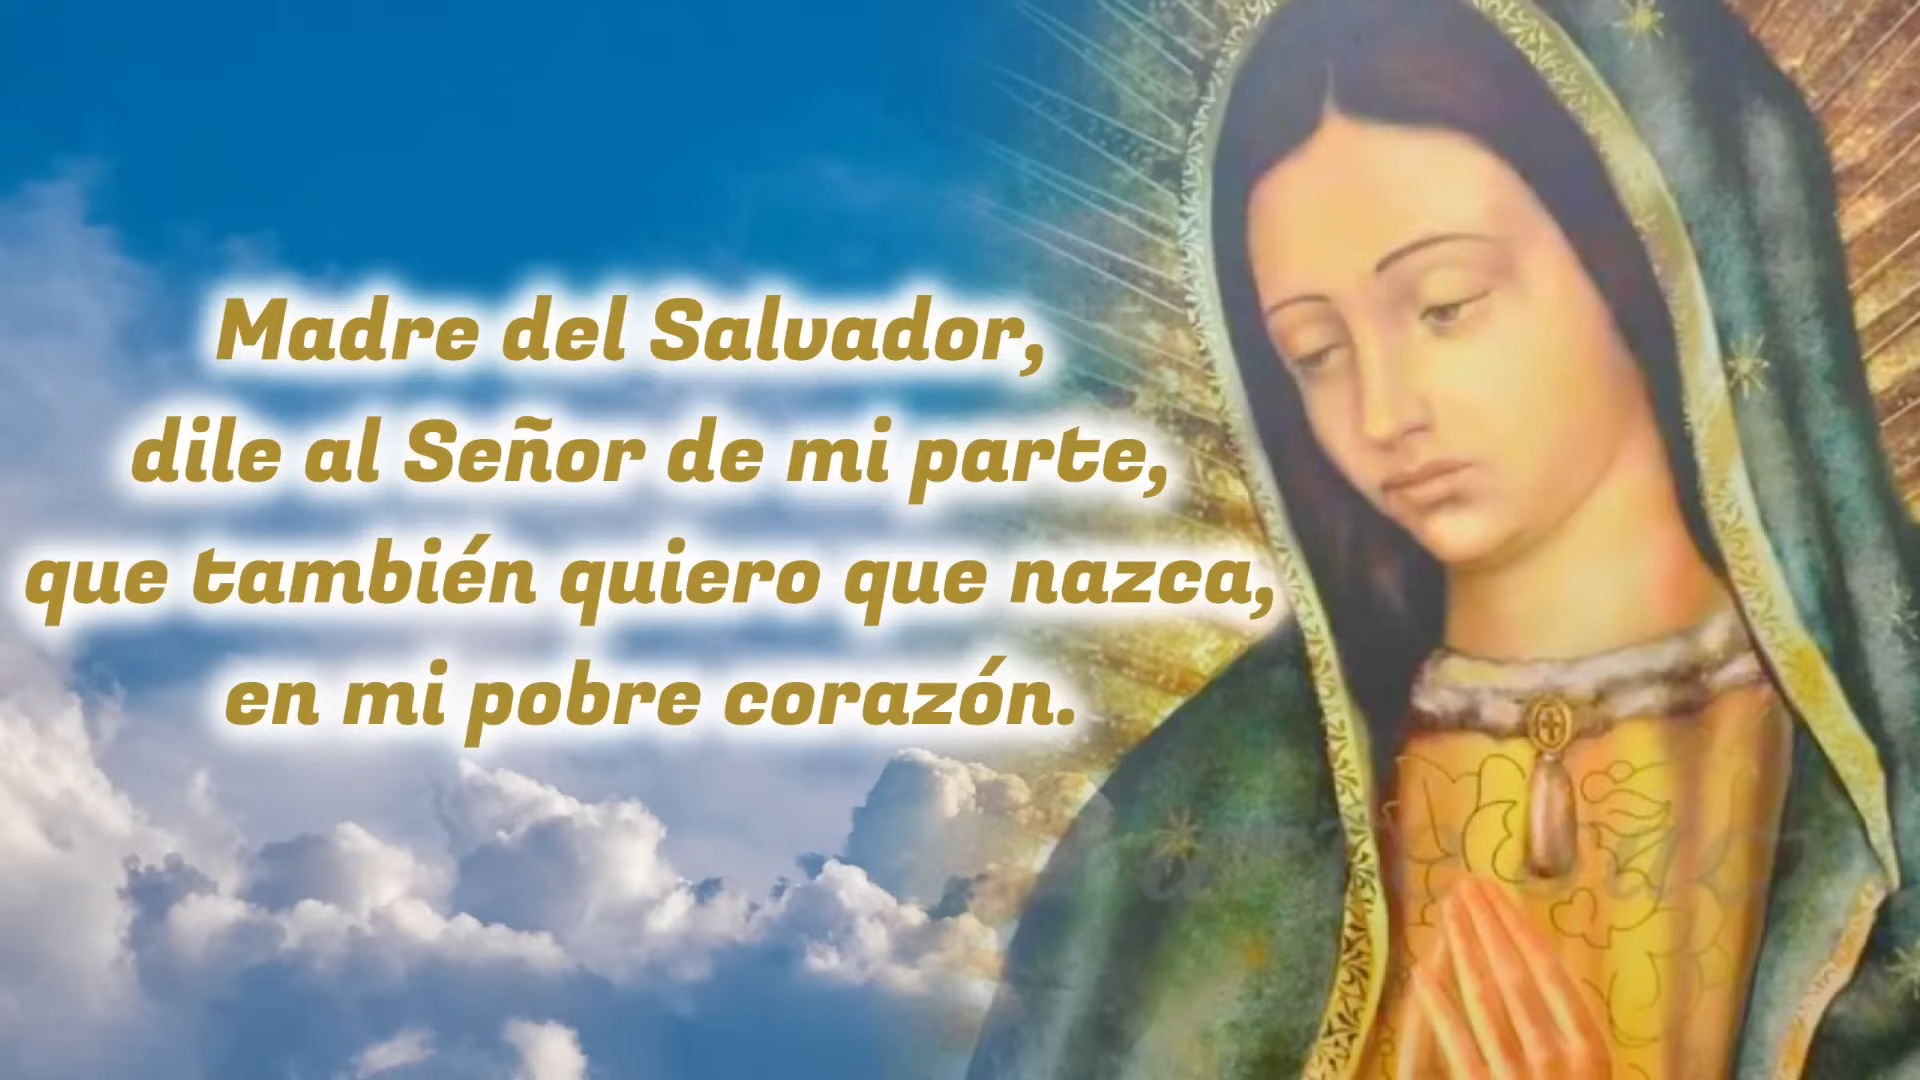 Madre del Salvador,
dile al Señor de mi parte,
que también quiero que nazca,
en mi pobre corazón.